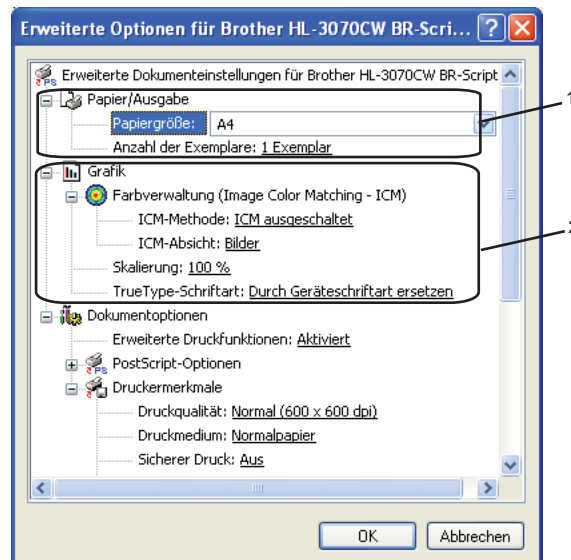 Erweiterte Optionen für Brother HL-3070CW BR-Scri...
Erweiterte Dokumenteinstellungen für Brother HL-3070CW BR-Script
Papier/Ausgabe
Papiergröße: A4
Anzahl der Exemplare: 1 Exemplar
1
Grafik
Farbverwaltung (Image Color Matching - ICM)
ICM-Methode: ICM ausgeschaltet
ICM-Absicht: Bilder
2
Skalierung: 100 %
TrueType-Schriftart: Durch Geräteschriftart ersetzen
Dokumentoptionen
Erweiterte Druckfunktionen: Aktiviert
PostScript-Optionen
Druckermerkmale
Druckqualität: Normal (600 x 600 dpi)
Druckmedium: Normalpapier
Sicherer Druck: Aus
OK Abbrechen